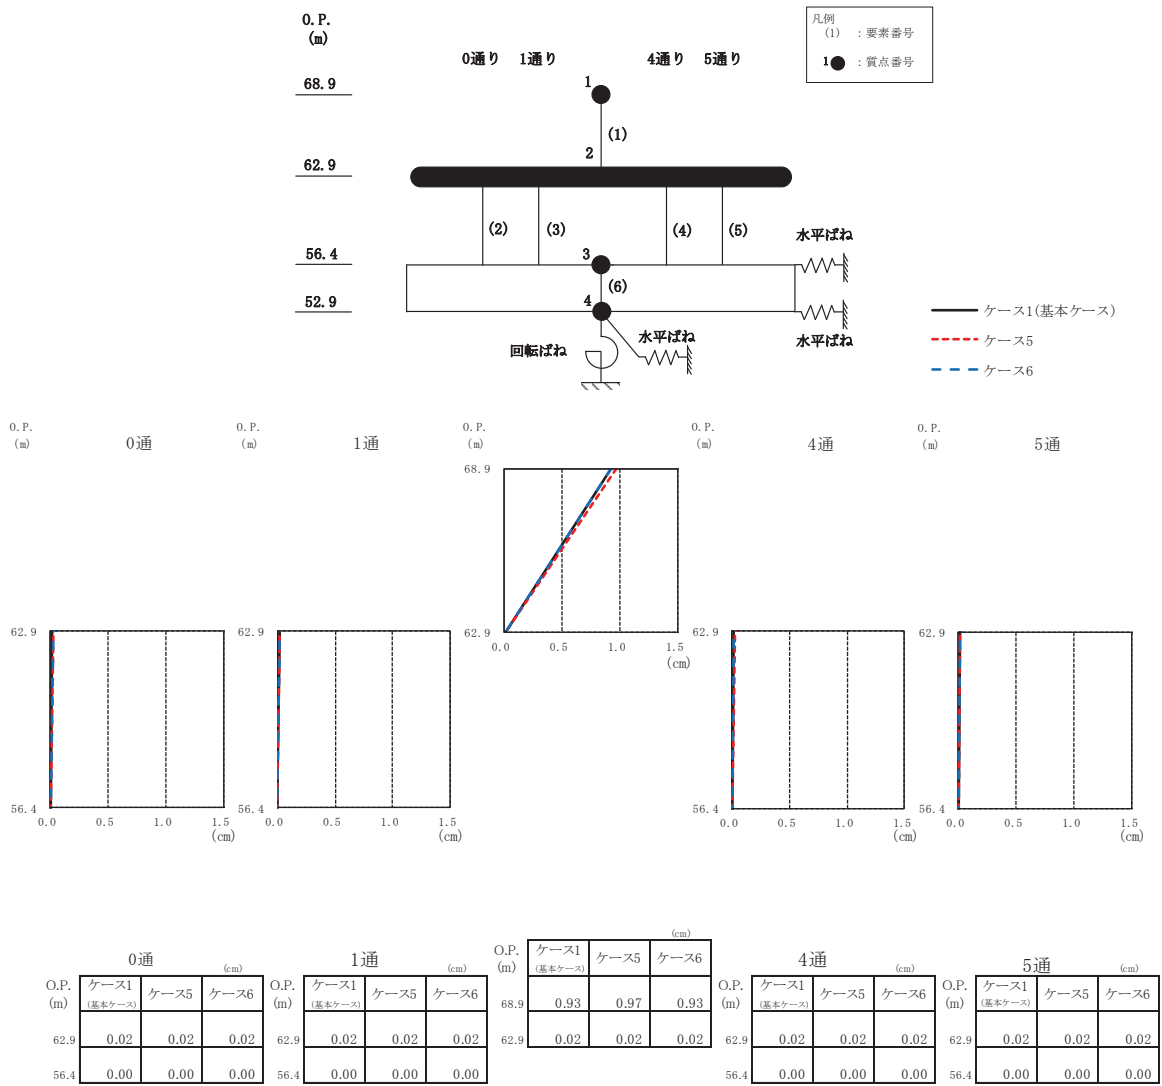 O.P.
(m)
凡例
(1) ：要素番号
1 ：質点番号
0通り 1通り 4通り 5通り
68.9
1
(1)
2
62.9
(2) (3) (4) (5)
水平ばね
56.4
3
(6)
52.9
4
水平ばね
水平ばね
回転ばね
ケース1(基本ケース)
ケース5
ケース6
O.P.
(m)
0通
O.P.
(m)
1通
O.P.
(m)
O.P.
(m)
4通
O.P.
(m)
5通
68.9
62.9
0.0 0.5 1.0 1.5
(cm)
62.9
56.4
0.0 0.5 1.0 1.5
(cm)
62.9
56.4
0.0 0.5 1.0 1.5
(cm)
62.9
56.4
0.0 0.5 1.0 1.5
(cm)
62.9
56.4
0.0 0.5 1.0 1.5
(cm)
0通 (cm)
O.P.
(m)
ケース1
(基本ケース)
ケース5 ケース6
62.9 0.02 0.02 0.02
56.4 0.00 0.00 0.00
1通 (cm)
O.P.
(m)
ケース1
(基本ケース)
ケース5 ケース6
62.9 0.02 0.02 0.02
56.4 0.00 0.00 0.00
(cm)
O.P.
(m)
ケース1
(基本ケース)
ケース5 ケース6
68.9 0.93 0.97 0.93
62.9 0.02 0.02 0.02
4通 (cm)
O.P.
(m)
ケース1
(基本ケース)
ケース5 ケース6
62.9 0.02 0.02 0.02
56.4 0.00 0.00 0.00
5通 (cm)
O.P.
(m)
ケース1
(基本ケース)
ケース5 ケース6
62.9 0.02 0.02 0.02
56.4 0.00 0.00 0.00